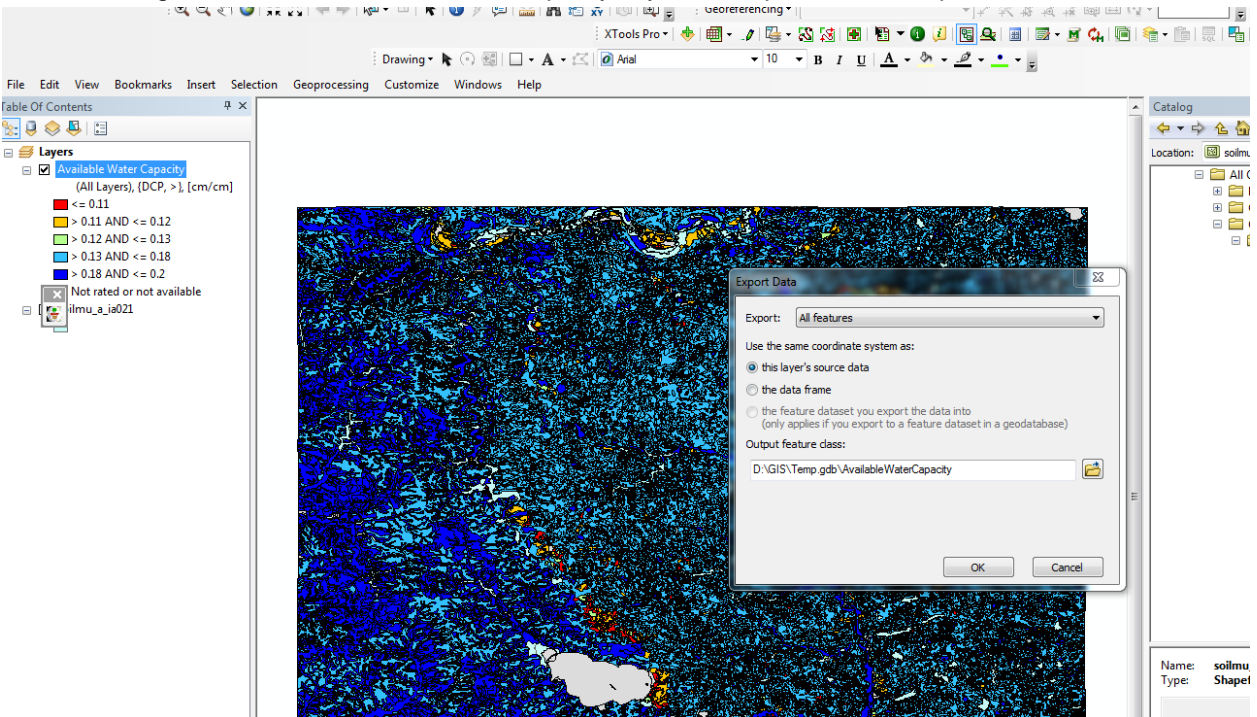 Georeferencing
XTools Pro
Drawing
Arial
10
B I U A
File Edit View Bookmarks Insert Selection Geoprocessing Customize Windows Help
Table Of Contents
Layers
Available Water Capacity
(All Layers), {DCP, >}, [cm/cm]
<= 0.11
> 0.11 AND <= 0.12
> 0.12 AND <= 0.13
> 0.13 AND <= 0.18
> 0.18 AND <= 0.2
Not rated or not available
ilmu_a_ia021
Export Data
Export: All features
Use the same coordinate system as:
this layer's source data
the data frame
the feature dataset you export the data into
(only applies if you export to a feature dataset in a geodatabase)
Output feature class:
D:\GIS\Temp.gdb\AvailableWaterCapacity
OK Cancel
Catalog
Location: soilmu
All
Name: soilmu_
Type: Shapef